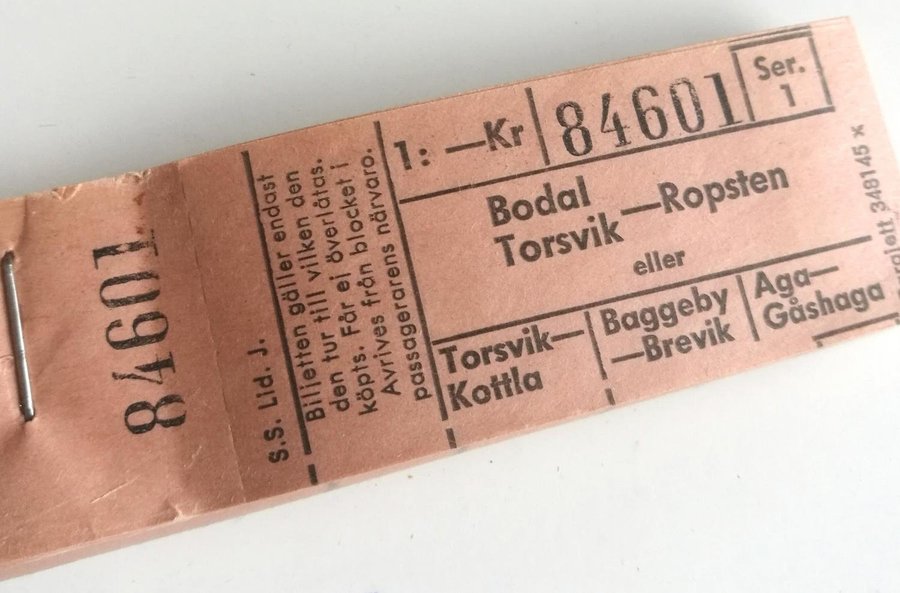 84601
S.S. Lid. J.
Biljetten gäller endast
den tur till vilken den
köpts. Får ej överlåtas.
Avrives från blocket i
passagerarens närvaro.
1: —Kr
84601
Ser.
1
Bodal
Torsvik—Ropsten
eller
Torsvik—
Kottla
Baggeby
—Brevik
Aga—
Gåshaga
348145 x